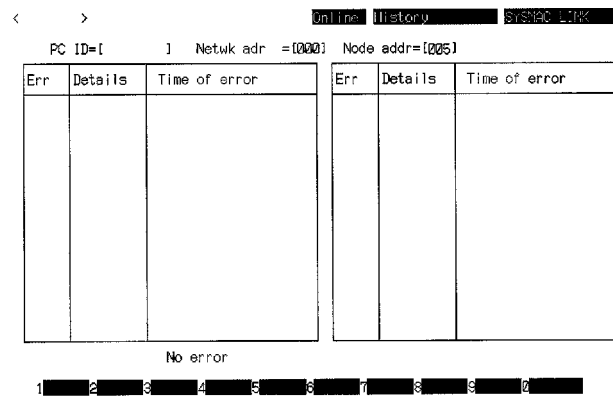 < > Online History SYSMAC LINK
PC ID=[ ] Netwk adr =[000] Node addr=[005]
Err Details Time of error Err Details Time of error
No error
1 2 3 4 5 6 7 8 9 0